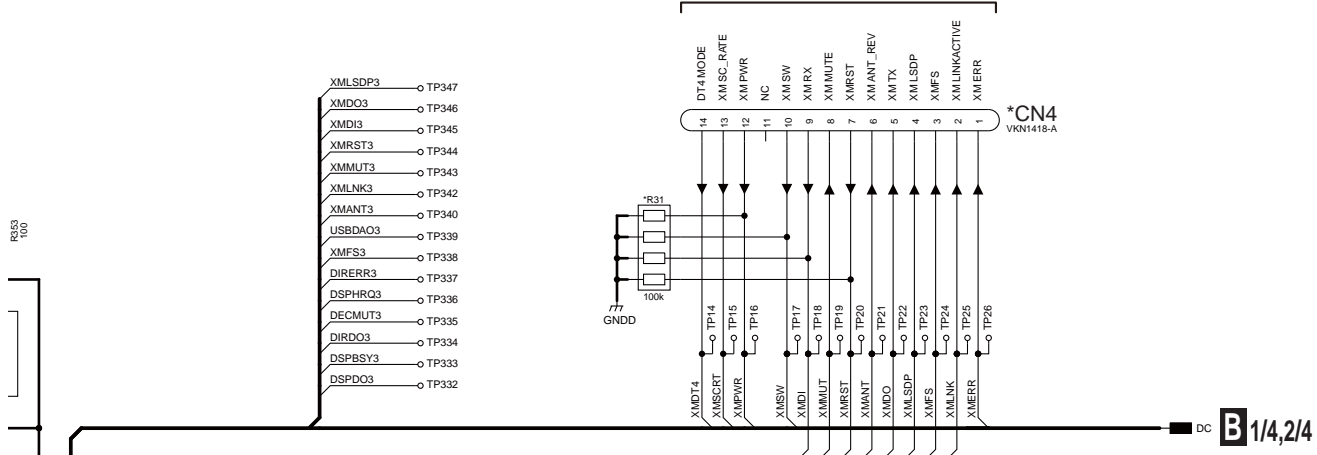 XMLSDP3 TP347
XMDO3 TP346
XMDI3 TP345
XMRST3 TP344
XMMUT3 TP343
XMLNK3 TP342
XMANT3 TP340
USBDAO3 TP339
XMFS3 TP338
DIRERR3 TP337
DSPHRQ3 TP336
DECMUT3 TP335
DIRDO3 TP334
DSPBSY3 TP333
DSPDO3 TP332
R353
100
DT4 MODE
XM SC_RATE
XM PWR
NC
XM SW
XM RX
XM MUTE
XMRST
XM ANT_REV
XM TX
XM LSDP
XMFS
XM LINKACTIVE
XM ERR
14 13 12 11 10 9 8 7 6 5 4 3 2 1
*CN4
VKN1418-A
*R31
100k
GNDD
TP14
TP15
TP16
TP17
TP18
TP19
TP20
TP21
TP22
TP23
TP24
TP25
TP26
XMDT4
XMSCRT
XMPWR
XMSW
XMDI
XMMUT
XMRST
XMANT
XMDO
XMLSDP
XMFS
XMLNK
XMERR
DC B 1/4,2/4